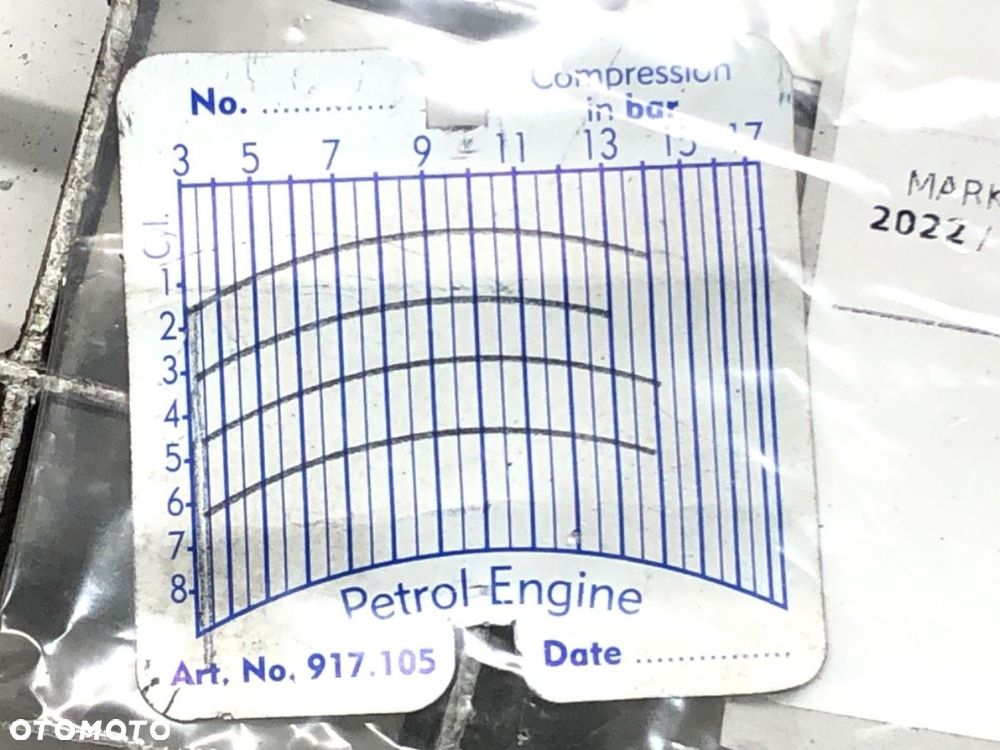 No. ..............
Compression
in bar
3 5 7 9 11 13 15 17
C,l.
1
2
3
4
5
6
7
8
Petrol Engine
Art. No. 917.105
Date ...............
MARK
2022/
OTOMOTO